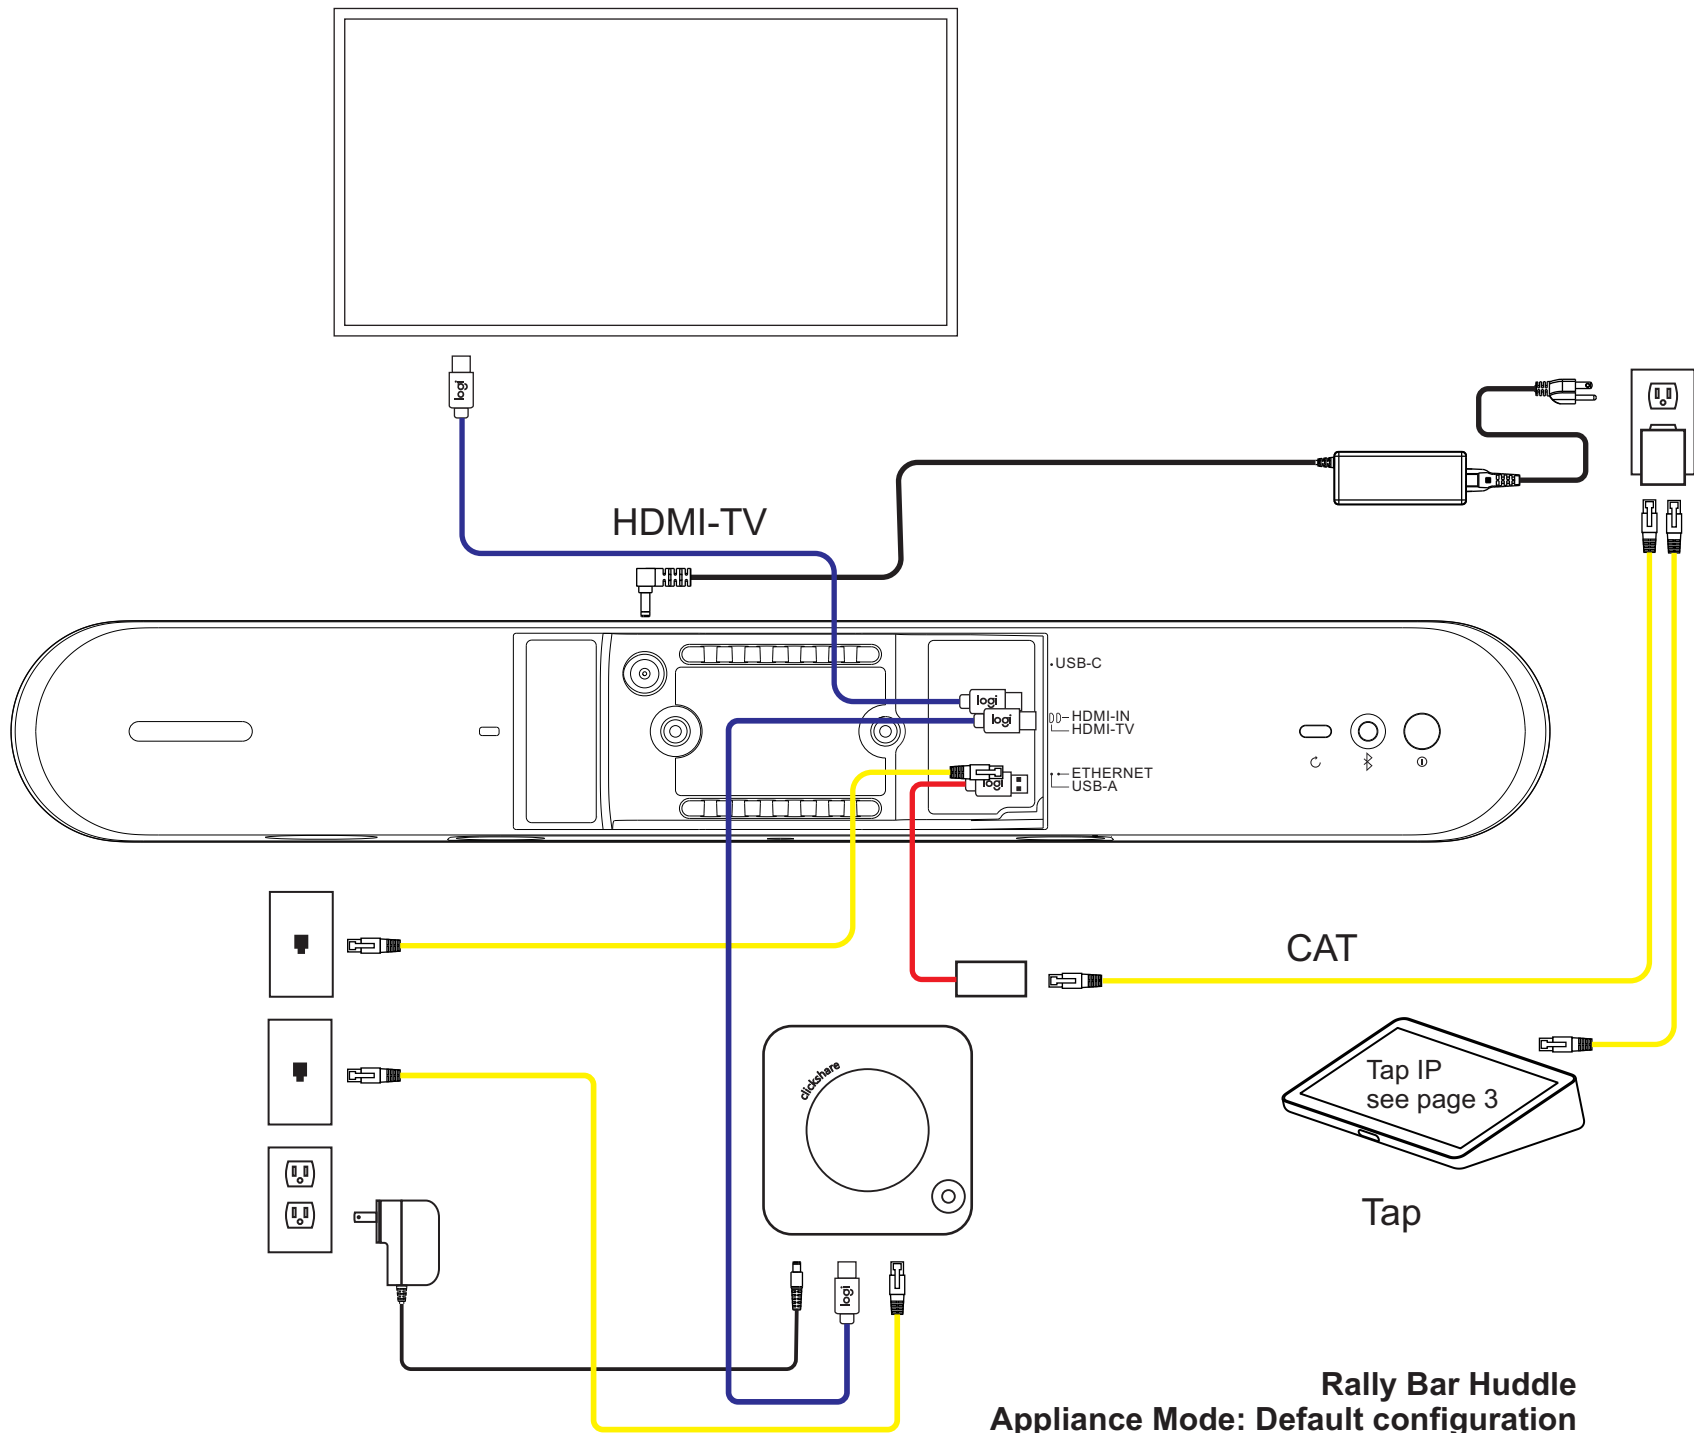 logi
HDMI-TV
USB-C
logi
logi
HDMI-IN
HDMI-TV
ETHERNET
logi
USB-A
CAT
clickshare
Tap IP
see page 3
Tap
logi
Rally Bar Huddle
Appliance Mode: Default configuration